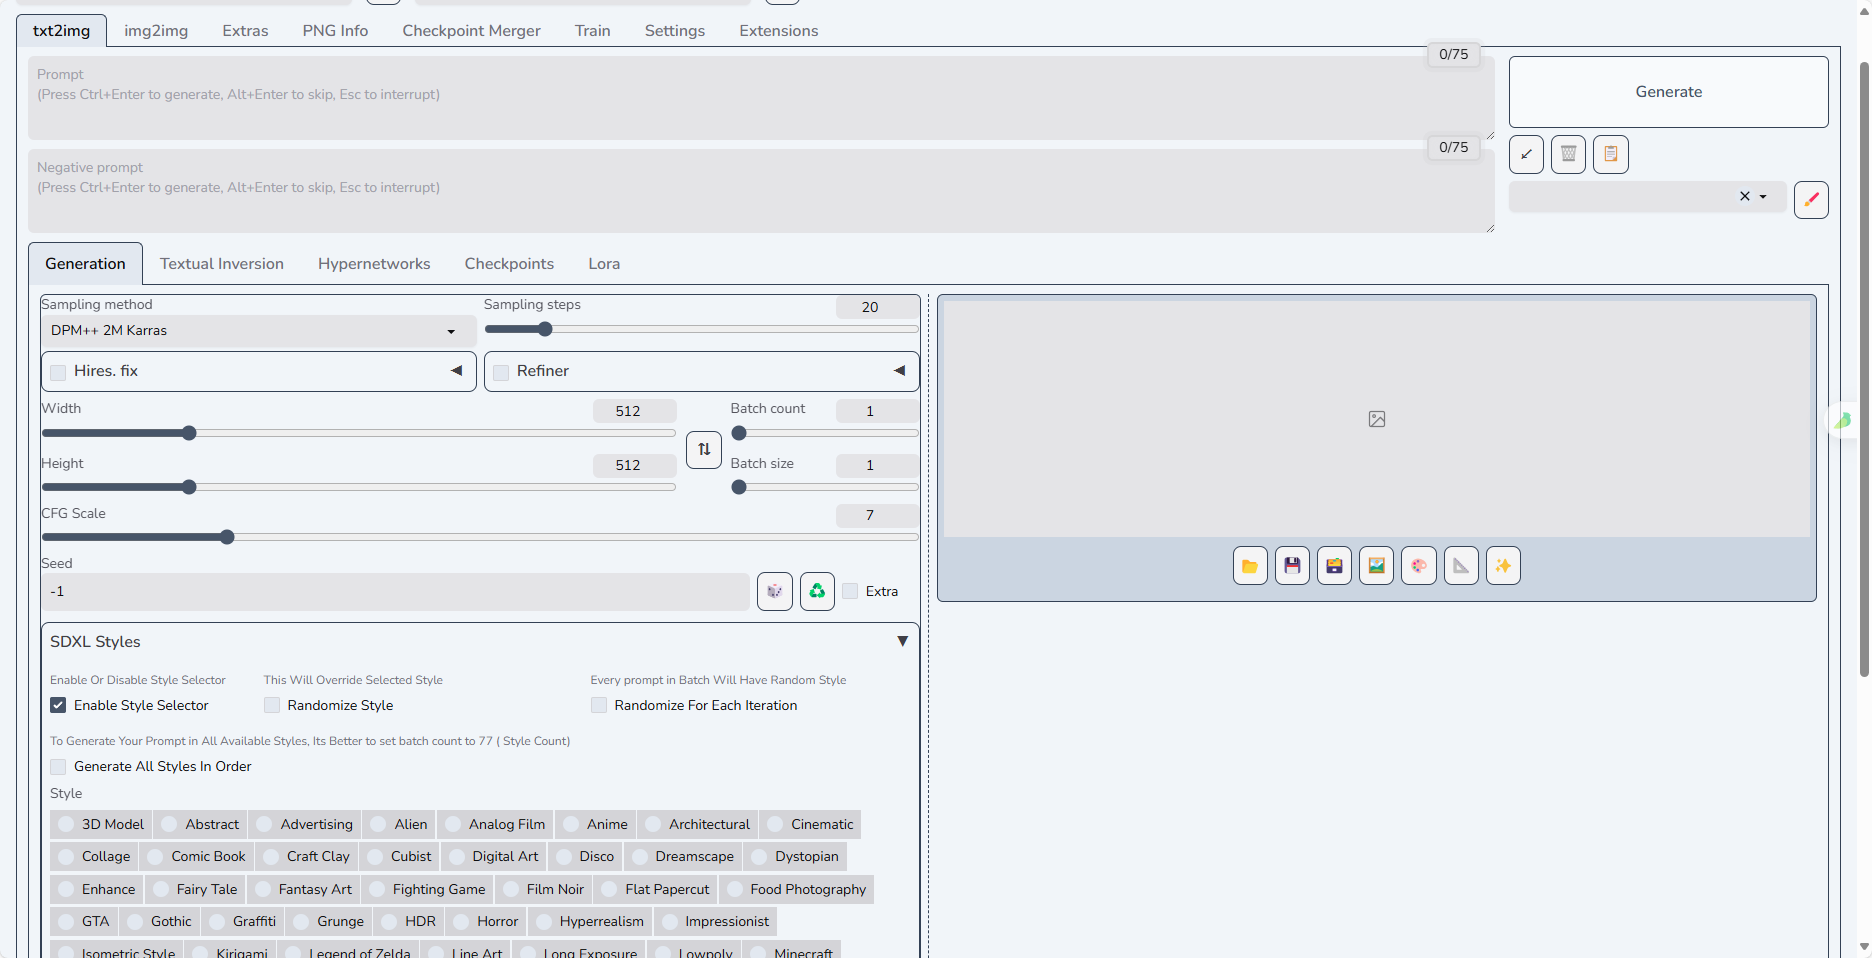 txt2img img2img Extras PNG Info Checkpoint Merger Train Settings Extensions
0/75
Prompt
(Press Ctrl+Enter to generate, Alt+Enter to skip, Esc to interrupt)
Generate
0/75
Negative prompt
(Press Ctrl+Enter to generate, Alt+Enter to skip, Esc to interrupt)
Generation Textual Inversion Hypernetworks Checkpoints Lora
Sampling method
DPM++ 2M Karras
Sampling steps 20
Hires. fix
Refiner
Width 512
Batch count 1
Height 512
Batch size 1
CFG Scale 7
Seed
-1
Extra
SDXL Styles
Enable Or Disable Style Selector
Enable Style Selector
This Will Override Selected Style
Randomize Style
Every prompt in Batch Will Have Random Style
Randomize For Each Iteration
To Generate Your Prompt in All Available Styles, Its Better to set batch count to 77 ( Style Count)
Generate All Styles In Order
Style
3D Model Abstract Advertising Alien Analog Film Anime Architectural Cinematic
Collage Comic Book Craft Clay Cubist Digital Art Disco Dreamscape Dystopian
Enhance Fairy Tale Fantasy Art Fighting Game Film Noir Flat Papercut Food Photography
GTA Gothic Graffiti Grunge HDR Horror Hyperrealism Impressionist
Isometric Style Kirigami Legend of Zelda Line Art Long Exposure Lowpoly Minecraft